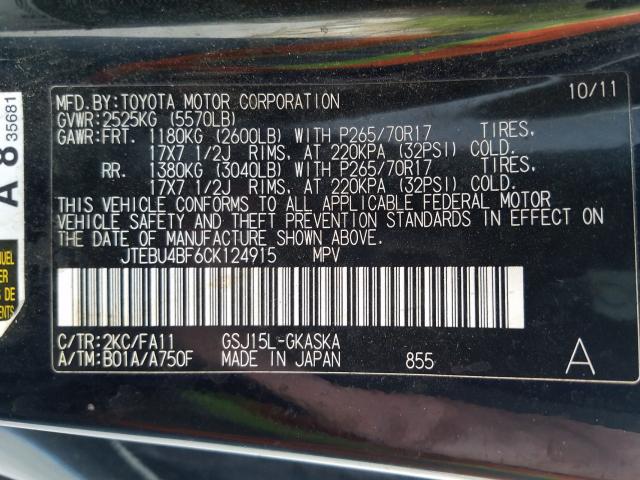 MFD.BY:TOYOTA MOTOR CORPORATION 10/11
GVWR:2525KG (5570LB)
GAWR:FRT. 1180KG (2600LB) WITH P265/70R17 TIRES,
17X7 1/2J RIMS, AT 220KPA (32PSI) COLD.
RR. 1380KG (3040LB) WITH P265/70R17 TIRES,
17X7 1/2J RIMS, AT 220KPA (32PSI) COLD.
THIS VEHICLE CONFORMS TO ALL APPLICABLE FEDERAL MOTOR
VEHICLE SAFETY AND THEFT PREVENTION STANDARDS IN EFFECT ON
THE DATE OF MANUFACTURE SHOWN ABOVE.
JTEBU4BF6CK124915 MPV
C/TR:2KC/FA11 GSJ15L-GKASKA
A/TM:B01A/A750F MADE IN JAPAN 855 A
A 8
35681